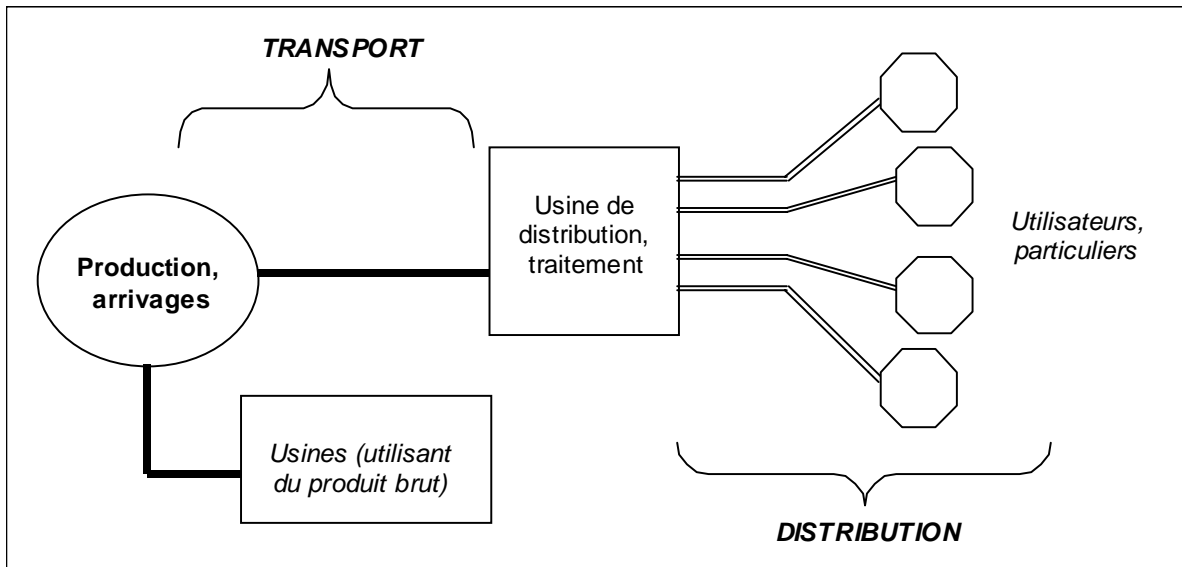 TRANSPORT
Production,
arrivages
Usine de
distribution,
traitement
Utilisateurs,
particuliers
Usines (utilisant
du produit brut)
DISTRIBUTION